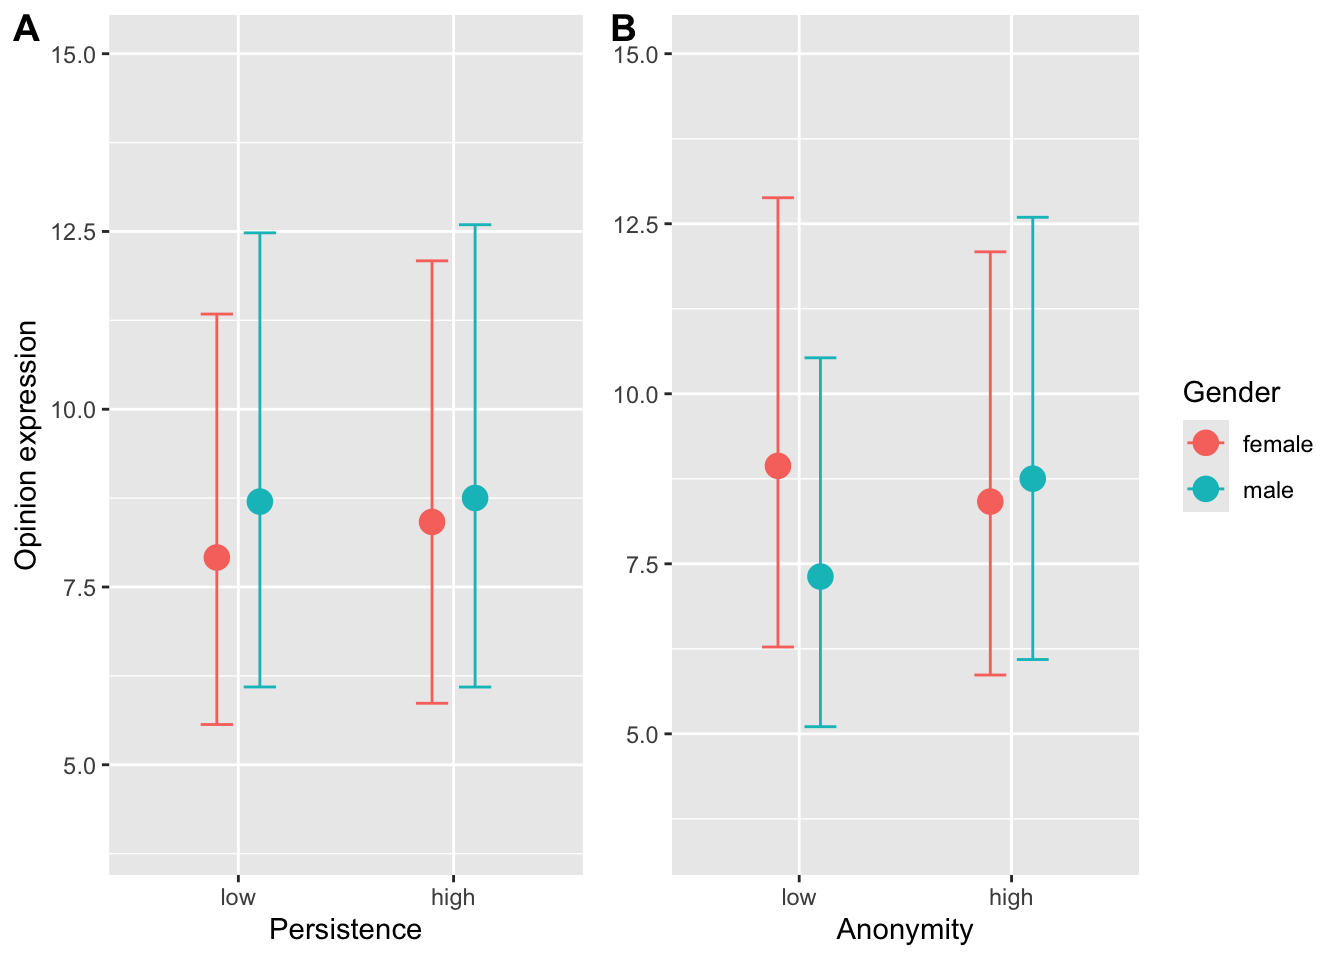 A
Opinion expression
15.0
12.5
10.0
7.5
5.0
low
high
Persistence
B
15.0
12.5
10.0
7.5
5.0
low
high
Anonymity
Gender
female
male